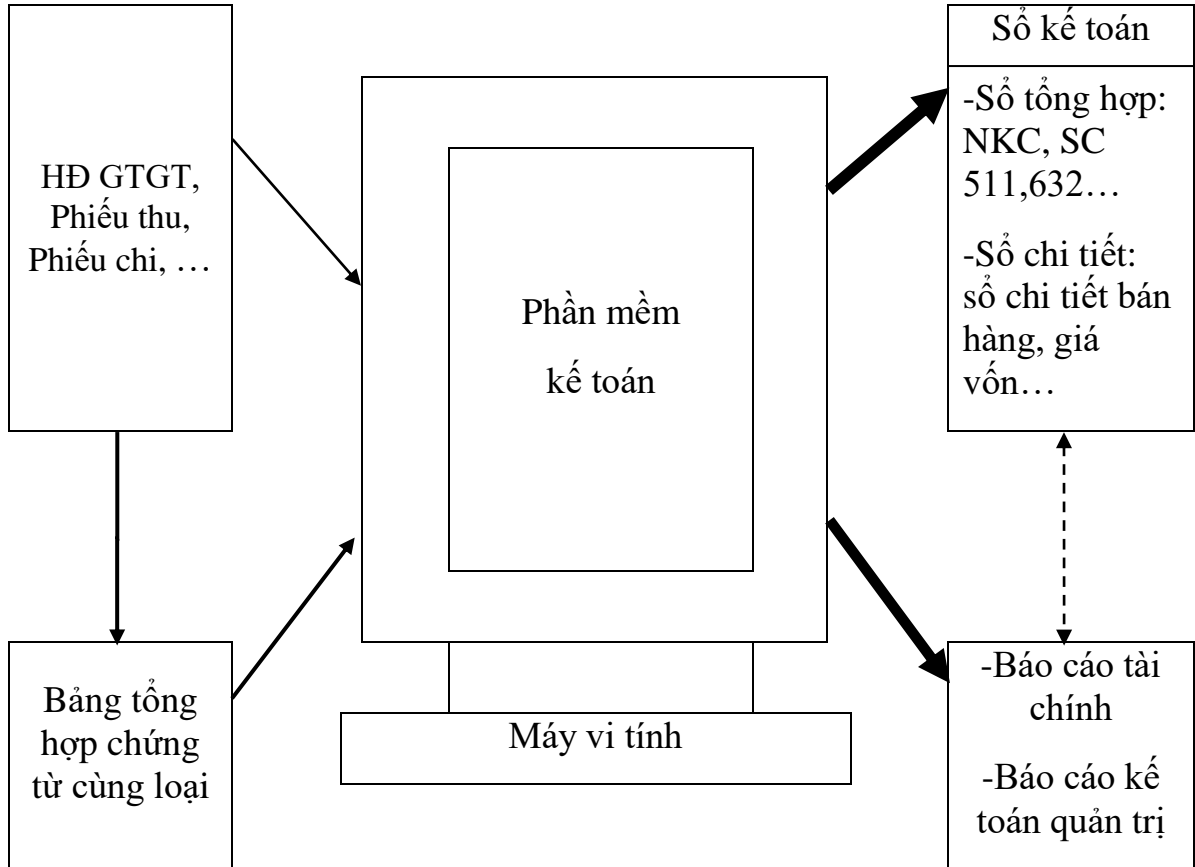 HĐ GTGT,
Phiếu thu,
Phiếu chi, …
Bảng tổng
hợp chứng
từ cùng loại
Phần mềm
kế toán
Máy vi tính
Sổ kế toán
-Sổ tổng hợp:
NKC, SC
511,632…
-Sổ chi tiết:
sổ chi tiết bán
hàng, giá
vốn…
-Báo cáo tài
chính
-Báo cáo kế
toán quản trị